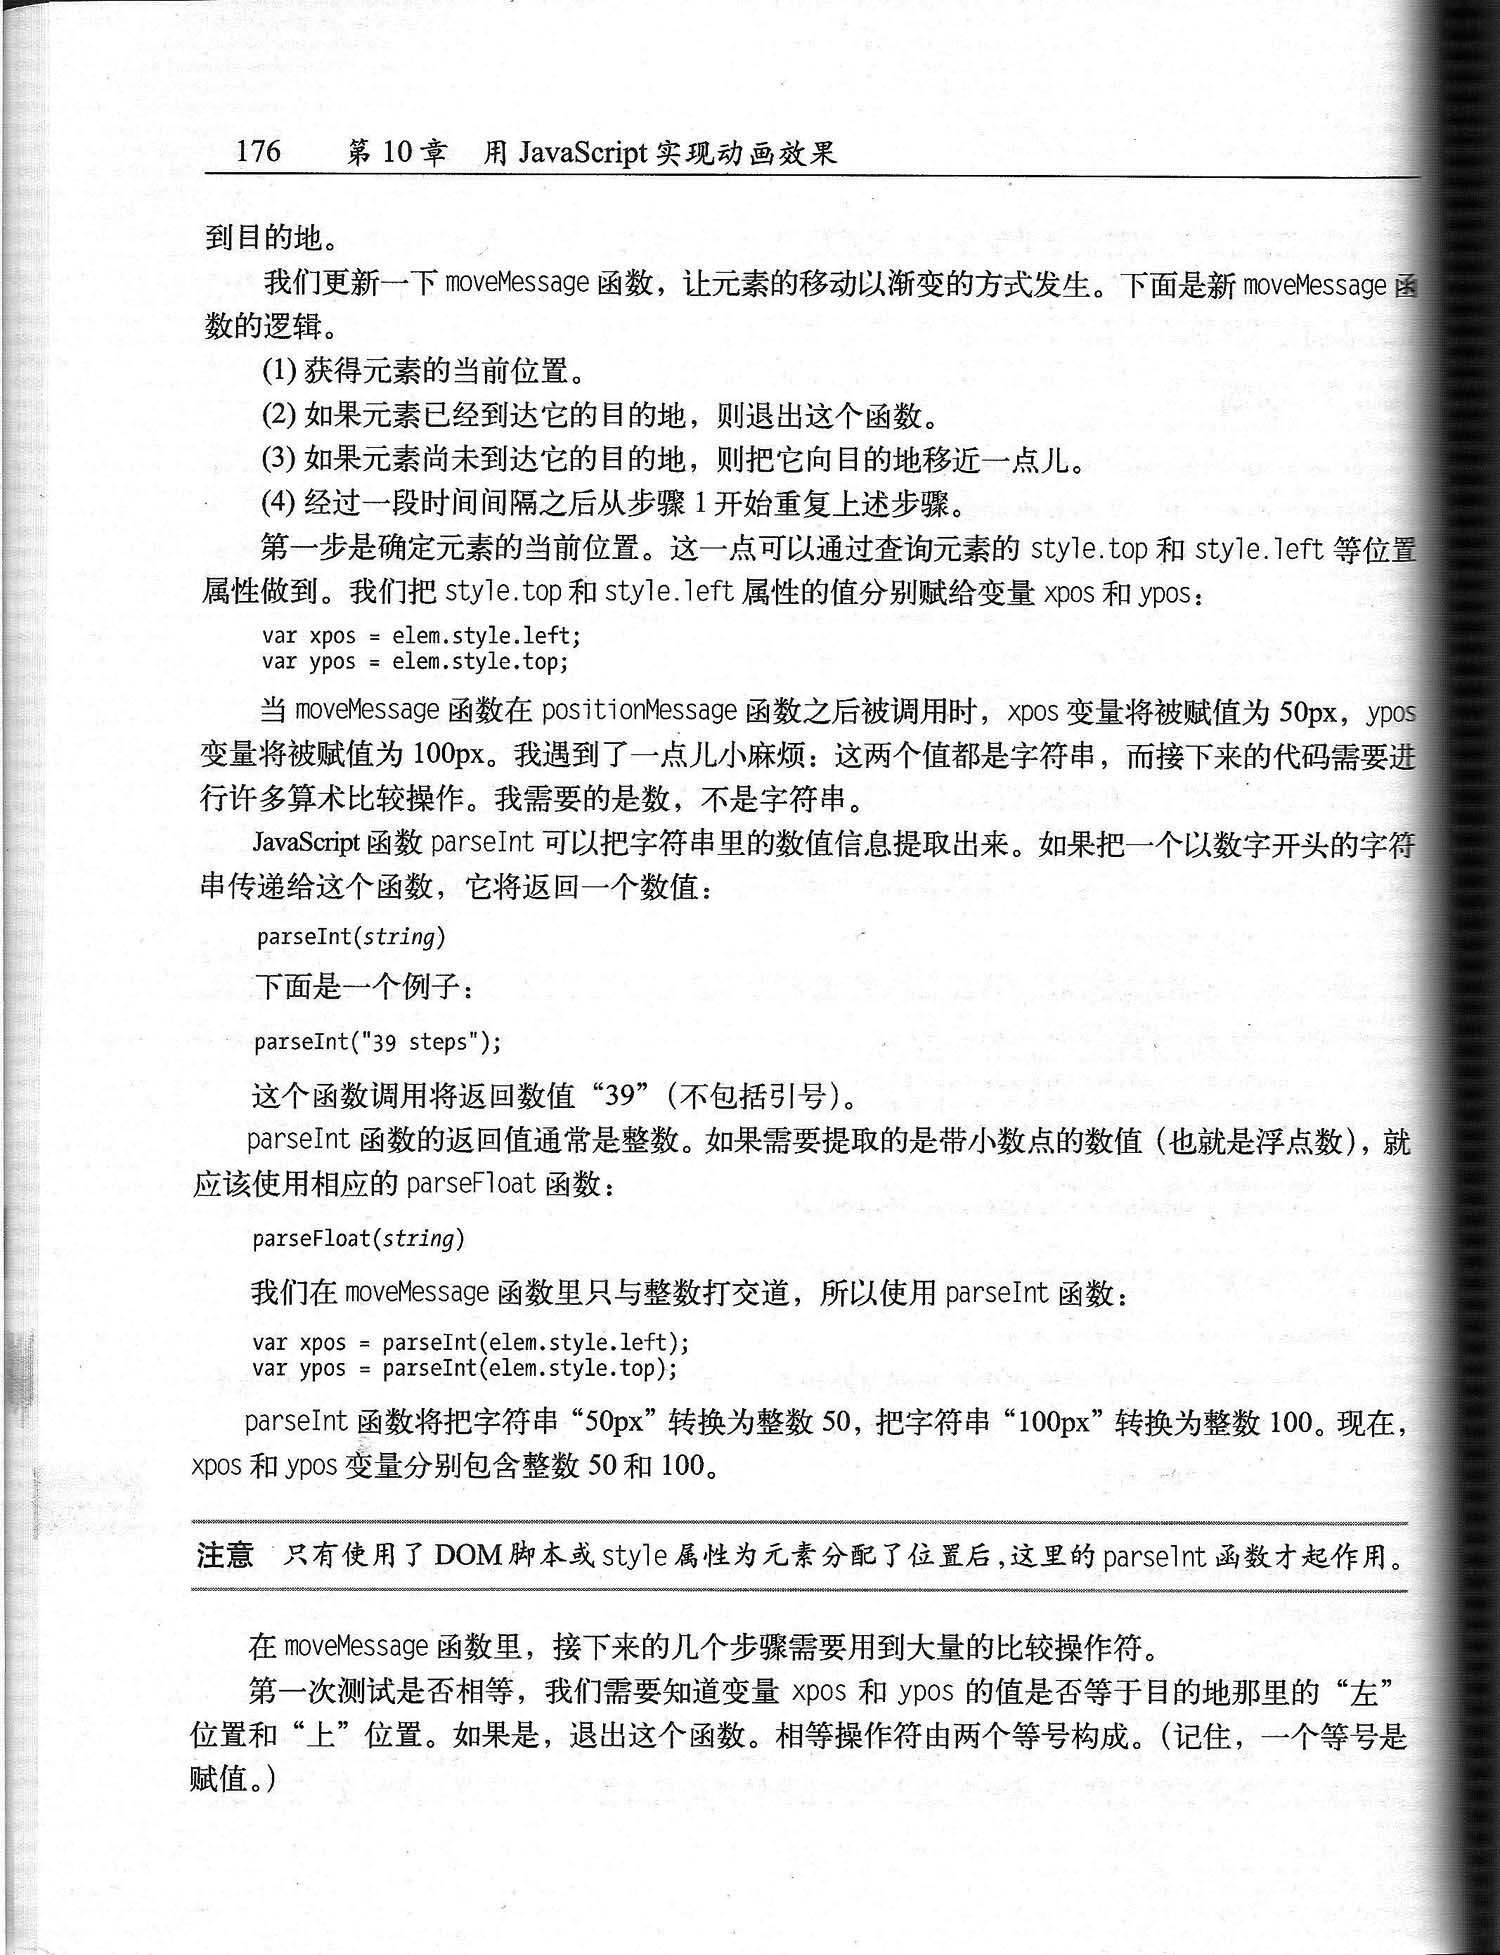 176 第 10 章 用 JavaScript 实现动画效果
到目的地。
我们更新一下 moveMessage 函数，让元素的移动以渐变的方式发生。下面是新 moveMessage 函
数的逻辑。
(1) 获得元素的当前位置。
(2) 如果元素已经到达它的目的地，则退出这个函数。
(3) 如果元素尚未到达它的目的地，则把它向目的地移近一点儿。
(4) 经过一段时间间隔之后从步骤 1 开始重复上述步骤。
第一步是确定元素的当前位置。这一点可以通过查询元素的 style.top 和 style.left 等位置
属性做到。我们把 style.top 和 style.left 属性的值分别赋给变量 xpos 和 ypos：
var xpos = elem.style.left;
var ypos = elem.style.top;
当 moveMessage 函数在 positionMessage 函数之后被调用时，xpos 变量将被赋值为 50px，ypos
变量将被赋值为 100px。我遇到了一点儿小麻烦：这两个值都是字符串，而接下来的代码需要进
行许多算术比较操作。我需要的是数，不是字符串。
JavaScript 函数 parseInt 可以把字符串里的数值信息提取出来。如果把一个以数字开头的字符
串传递给这个函数，它将返回一个数值：
parseInt(string)
下面是一个例子：
parseInt("39 steps");
这个函数调用将返回数值“39”（不包括引号）。
parseInt 函数的返回值通常是整数。如果需要提取的是带小数点的数值（也就是浮点数），就
应该使用相应的 parseFloat 函数：
parseFloat(string)
我们在 moveMessage 函数里只与整数打交道，所以使用 parseInt 函数：
var xpos = parseInt(elem.style.left);
var ypos = parseInt(elem.style.top);
parseInt 函数将把字符串“50px”转换为整数 50，把字符串“100px”转换为整数 100。现在，
xpos 和 ypos 变量分别包含整数 50 和 100。
注意 只有使用了 DOM 脚本或 style 属性为元素分配了位置后，这里的 parseInt 函数才起作用。
在 moveMessage 函数里，接下来的几个步骤需要用到大量的比较操作符。
第一次测试是否相等，我们需要知道变量 xpos 和 ypos 的值是否等于目的地那里的“左”
位置和“上”位置。如果是，退出这个函数。相等操作符由两个等号构成。（记住，一个等号是
赋值。）